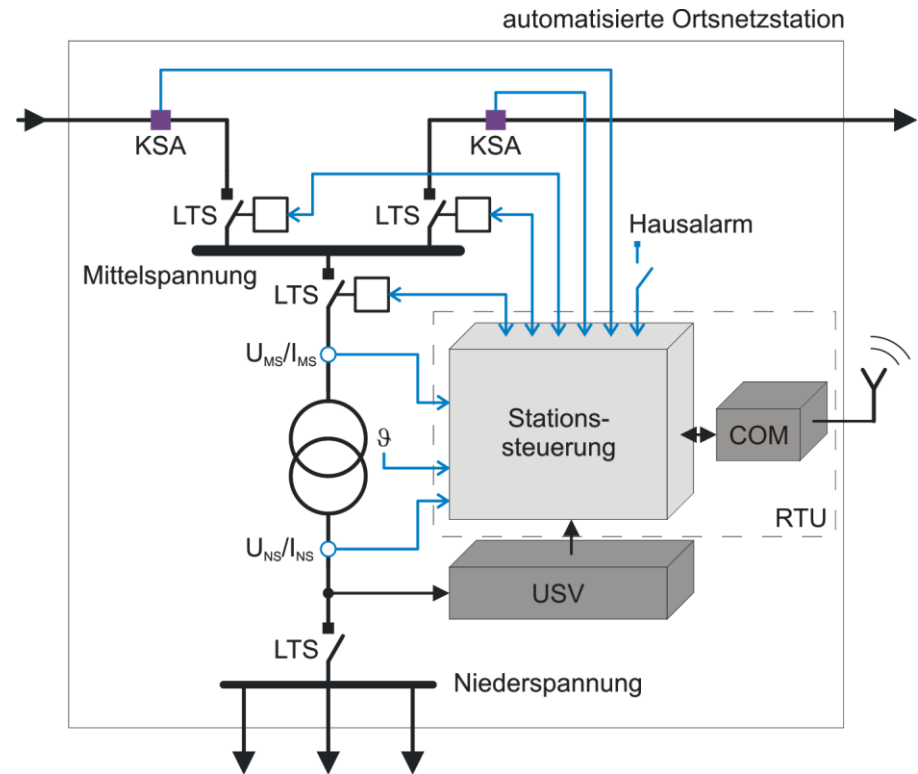 automatisierte Ortsnetzstation
KSA
KSA
LTS
LTS
Hausalarm
Mittelspannung
LTS
UMS/IMS
Stations-
steuerung
COM
ϑ
RTU
UNS/INS
USV
LTS
Niederspannung